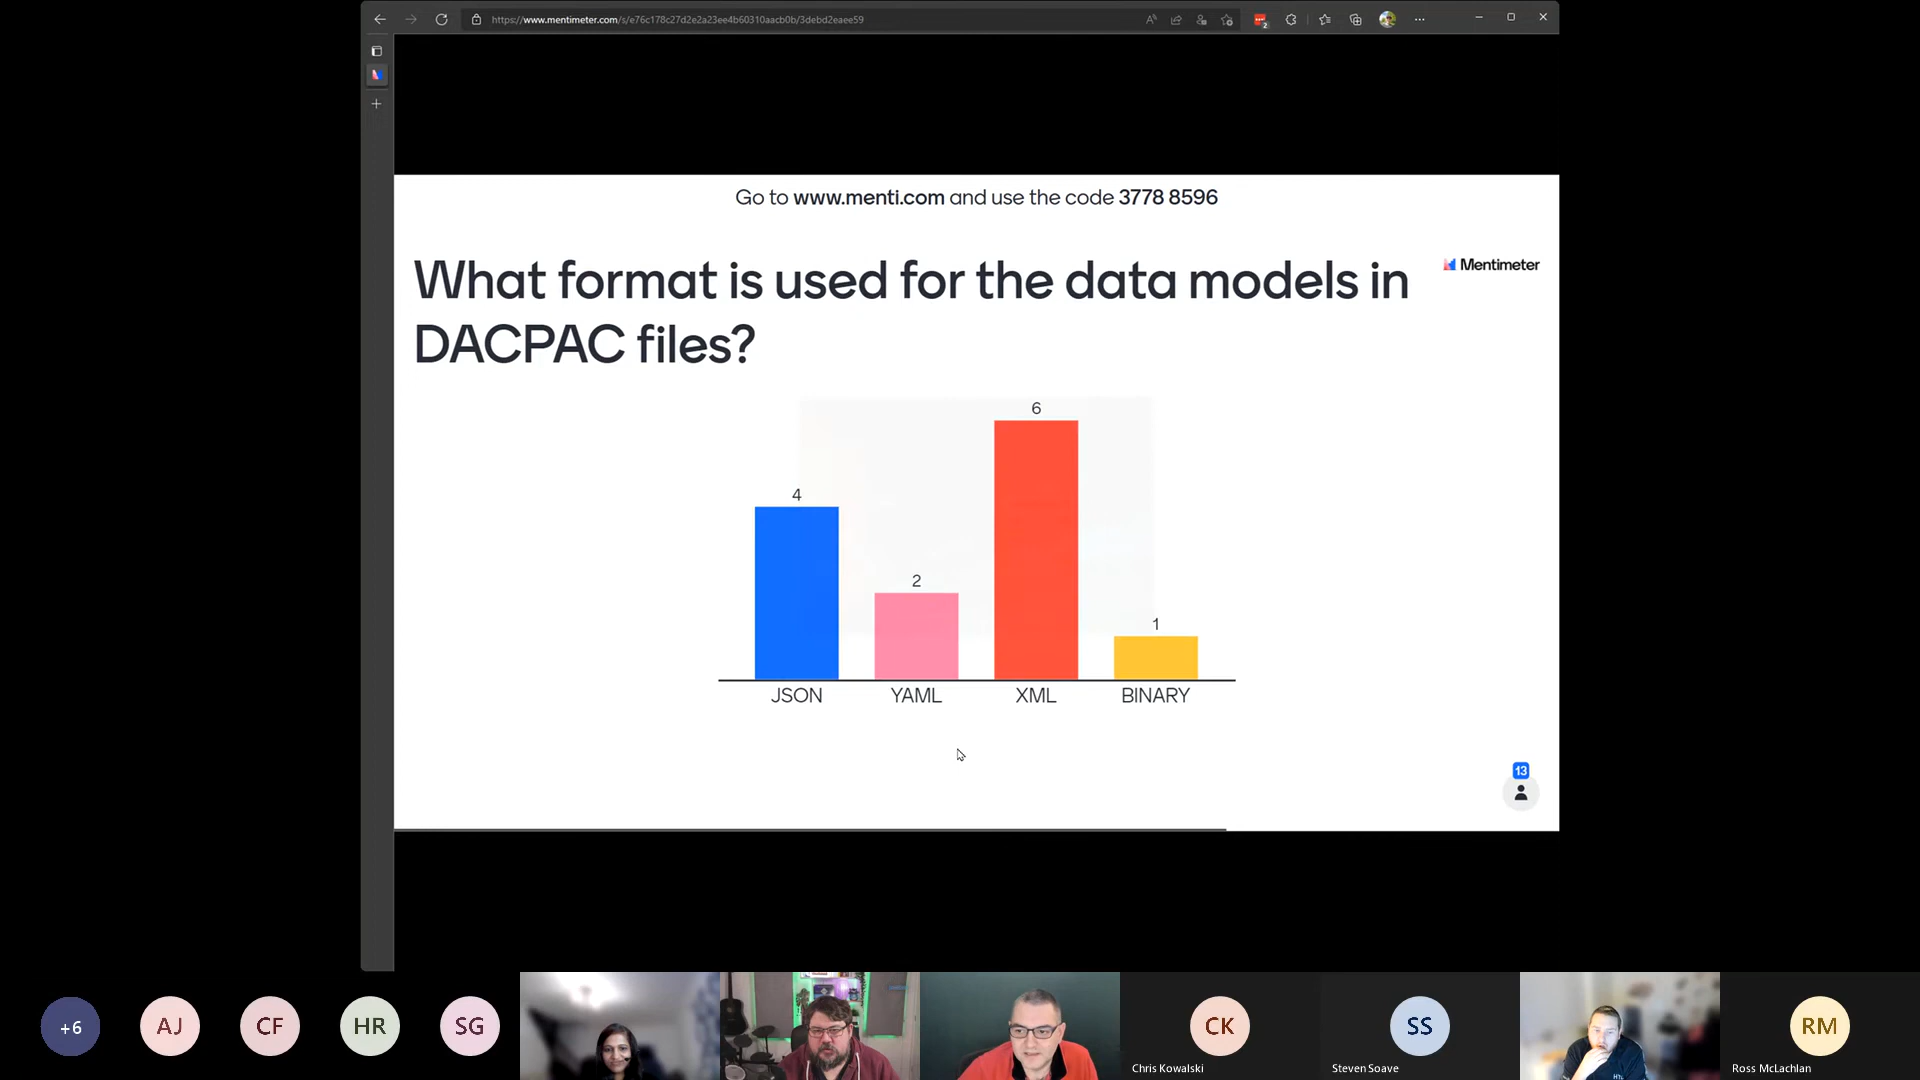 https://www.mentimeter.com/s/e76c178c27d2e2a23ee4b60310aacb0b/3debd2eaee59
2
Go to www.menti.com and use the code 3778 8596
What format is used for the data models in
DACPAC files?
Mentimeter
6
4
2
1
JSON YAML XML BINARY
13
+6
AJ
CF
HR
SG
CK
SS
RM
Chris Kowalski
Steven Soave
Ross McLachlan